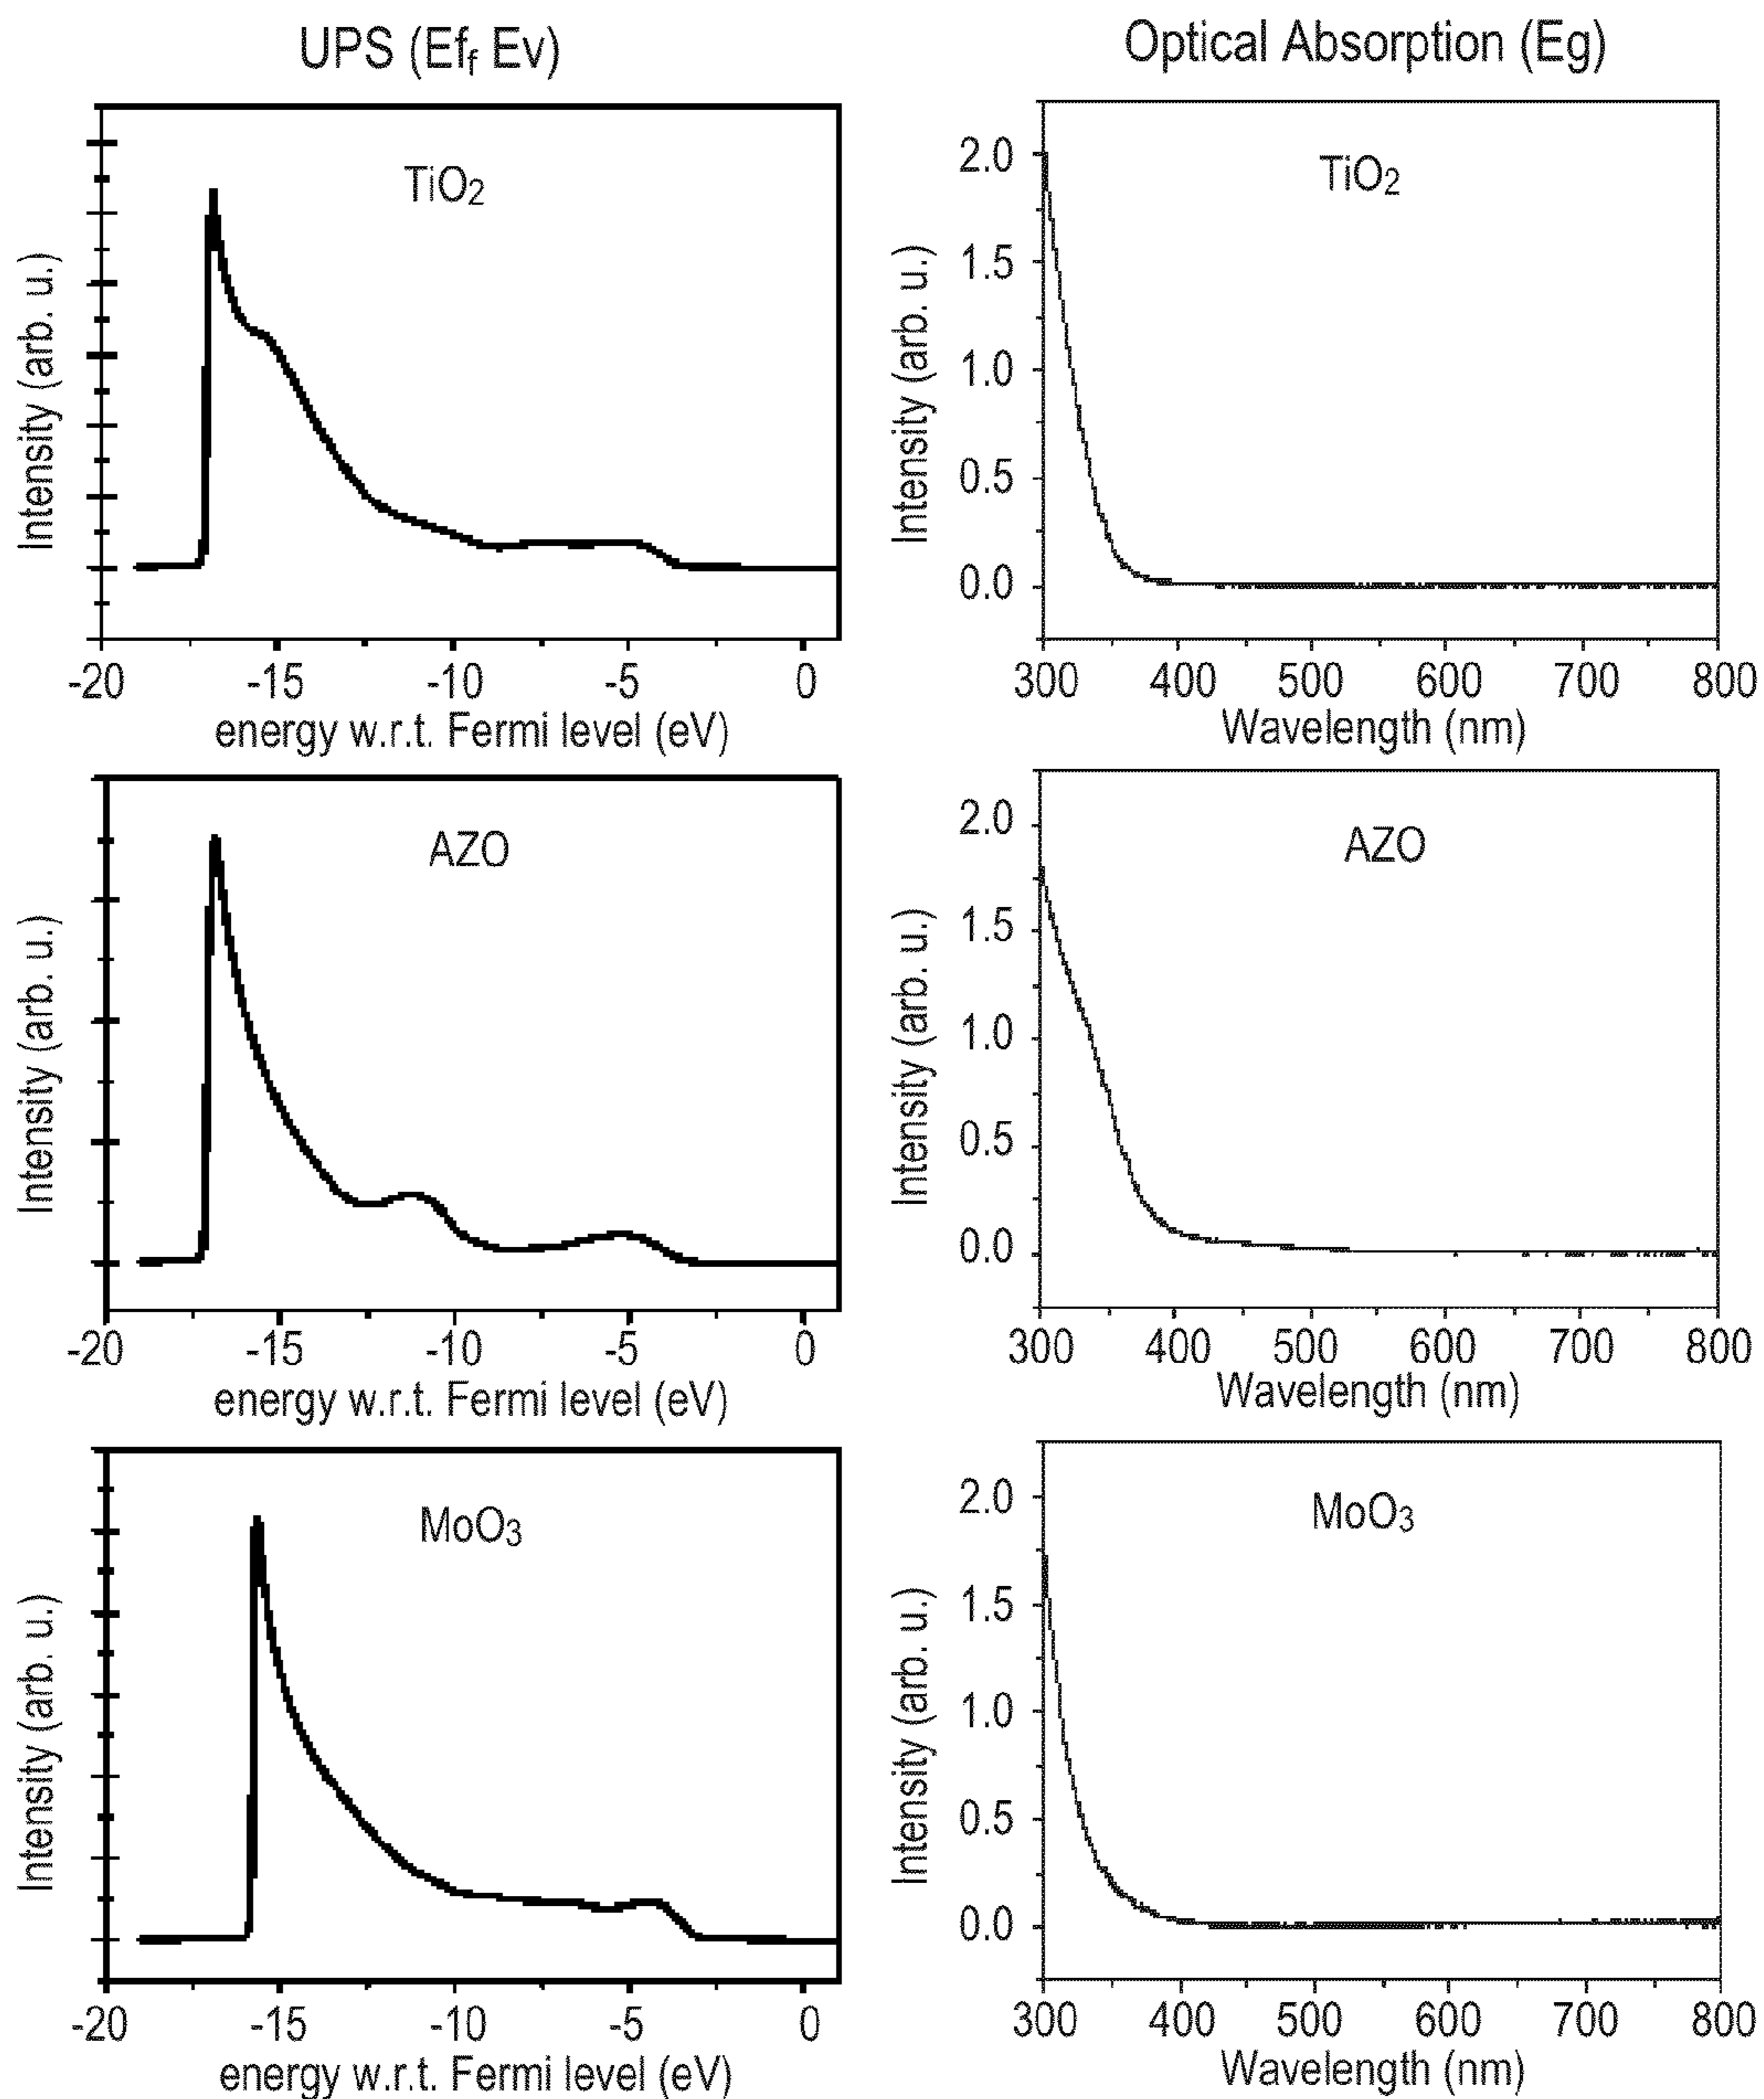 UPS (Ef_f Ev)
Optical Absorption (Eg)
TiO₂
Intensity (arb. u.)
-20 -15 -10 -5 0
energy w.r.t. Fermi level (eV)
TiO₂
Intensity (arb. u.)
2.0
1.5
1.0
0.5
0.0
300 400 500 600 700 800
Wavelength (nm)
AZO
Intensity (arb. u.)
-20 -15 -10 -5 0
energy w.r.t. Fermi level (eV)
AZO
Intensity (arb. u.)
2.0
1.5
1.0
0.5
0.0
300 400 500 600 700 800
Wavelength (nm)
MoO₃
Intensity (arb. u.)
-20 -15 -10 -5 0
energy w.r.t. Fermi level (eV)
MoO₃
Intensity (arb. u.)
2.0
1.5
1.0
0.5
0.0
300 400 500 600 700 800
Wavelength (nm)